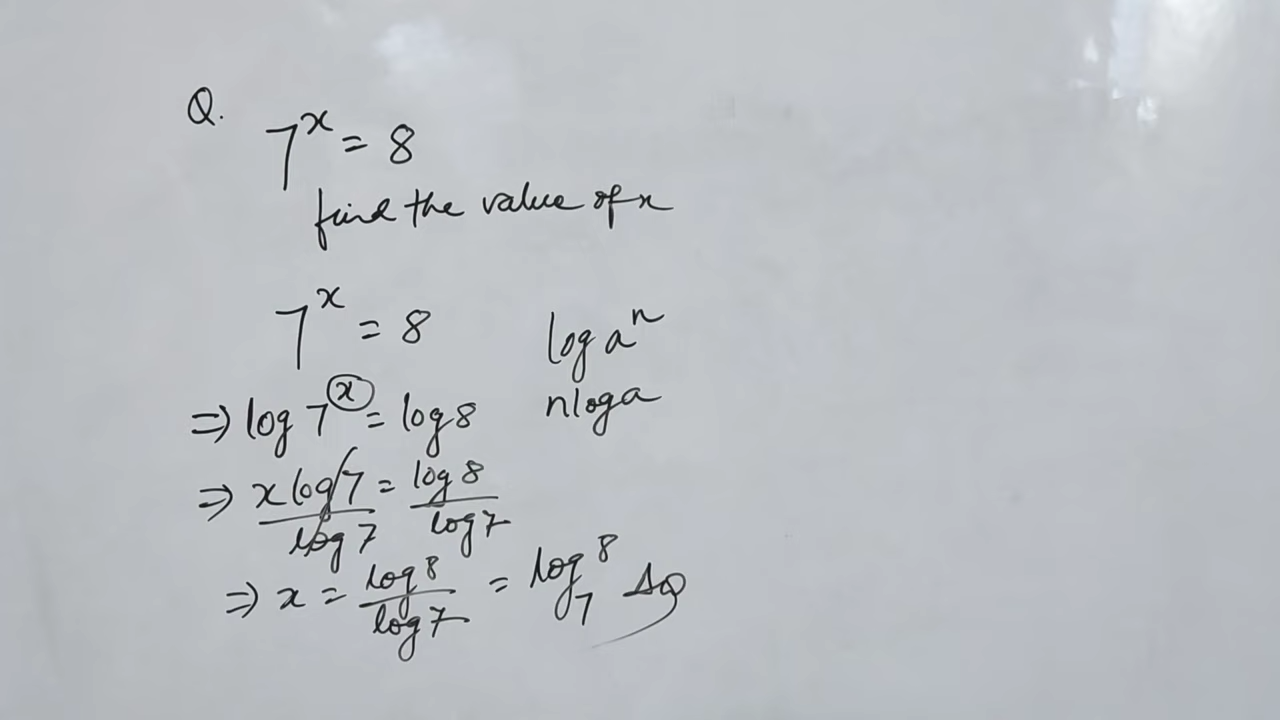 Q.
7^x = 8
find the value of x
7^x = 8
log a^n
n log a
⇒ log 7^x = log 8
⇒ x log 7 / log 7 = log 8 / log 7
⇒ x = log 8 / log 7 = log_7 8